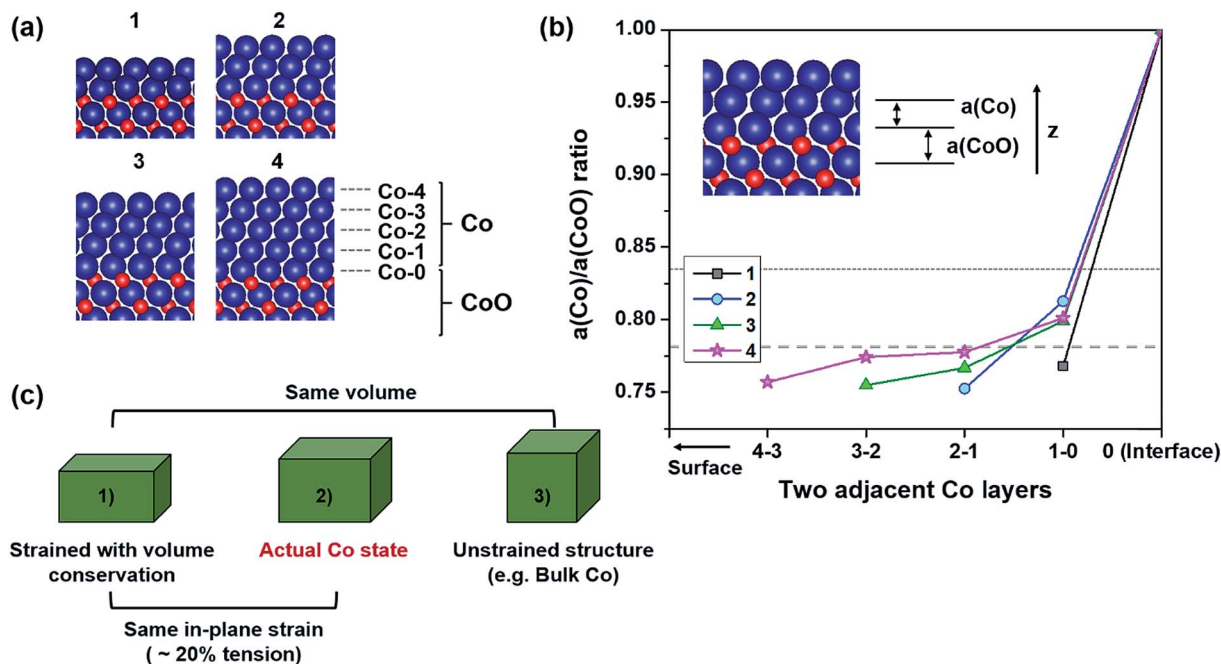 (a)
1
2
3
4
Co-4
Co-3
Co-2
Co-1
Co-0
Co
CoO
(b)
a(Co)/a(CoO) ratio
1.00
0.95
0.90
0.85
0.80
0.75
a(Co)
a(CoO)
z
1
2
3
4
4-3
3-2
2-1
1-0
0 (Interface)
Surface
Two adjacent Co layers
(c)
Same volume
1)
2)
3)
Strained with volume
conservation
Actual Co state
Unstrained structure
(e.g. Bulk Co)
Same in-plane strain
( ~ 20% tension)